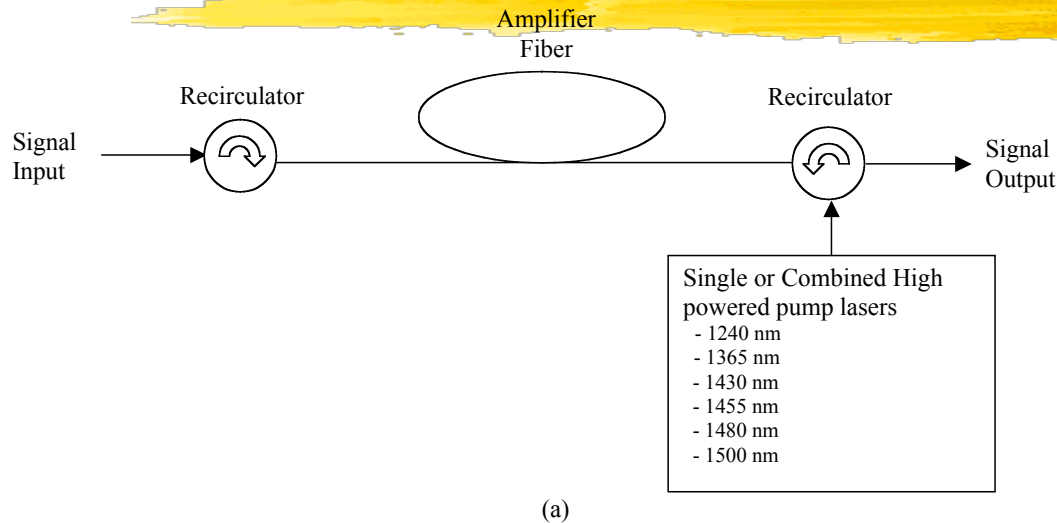 Amplifier
Fiber
Recirculator
Recirculator
Signal
Input
Signal
Output
Single or Combined High
powered pump lasers
- 1240 nm
- 1365 nm
- 1430 nm
- 1455 nm
- 1480 nm
- 1500 nm
(a)